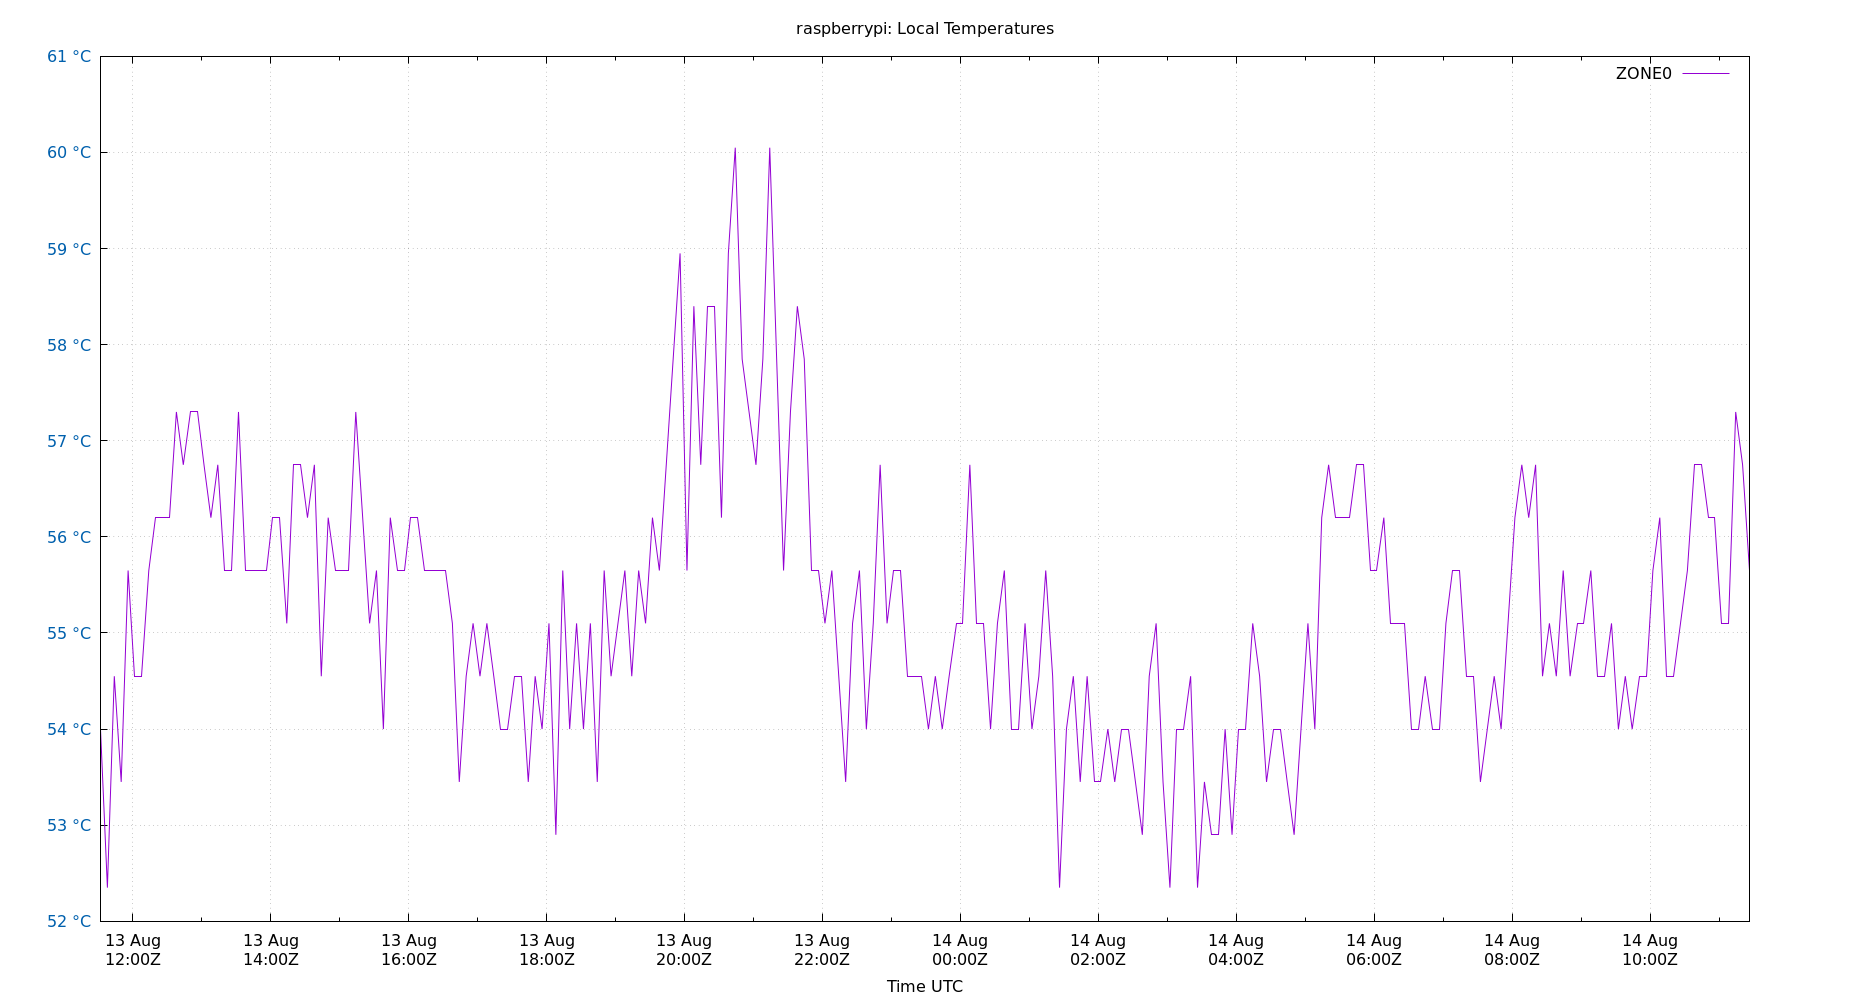 raspberrypi: Local Temperatures
61 °C
ZONE0
60 °C
59 °C
58 °C
57 °C
56 °C
55 °C
54 °C
53 °C
52 °C
13 Aug 13 Aug 13 Aug 13 Aug 13 Aug 13 Aug 14 Aug 14 Aug 14 Aug 14 Aug 14 Aug 14 Aug
12:00Z 14:00Z 16:00Z 18:00Z 20:00Z 22:00Z 00:00Z 02:00Z 04:00Z 06:00Z 08:00Z 10:00Z
Time UTC